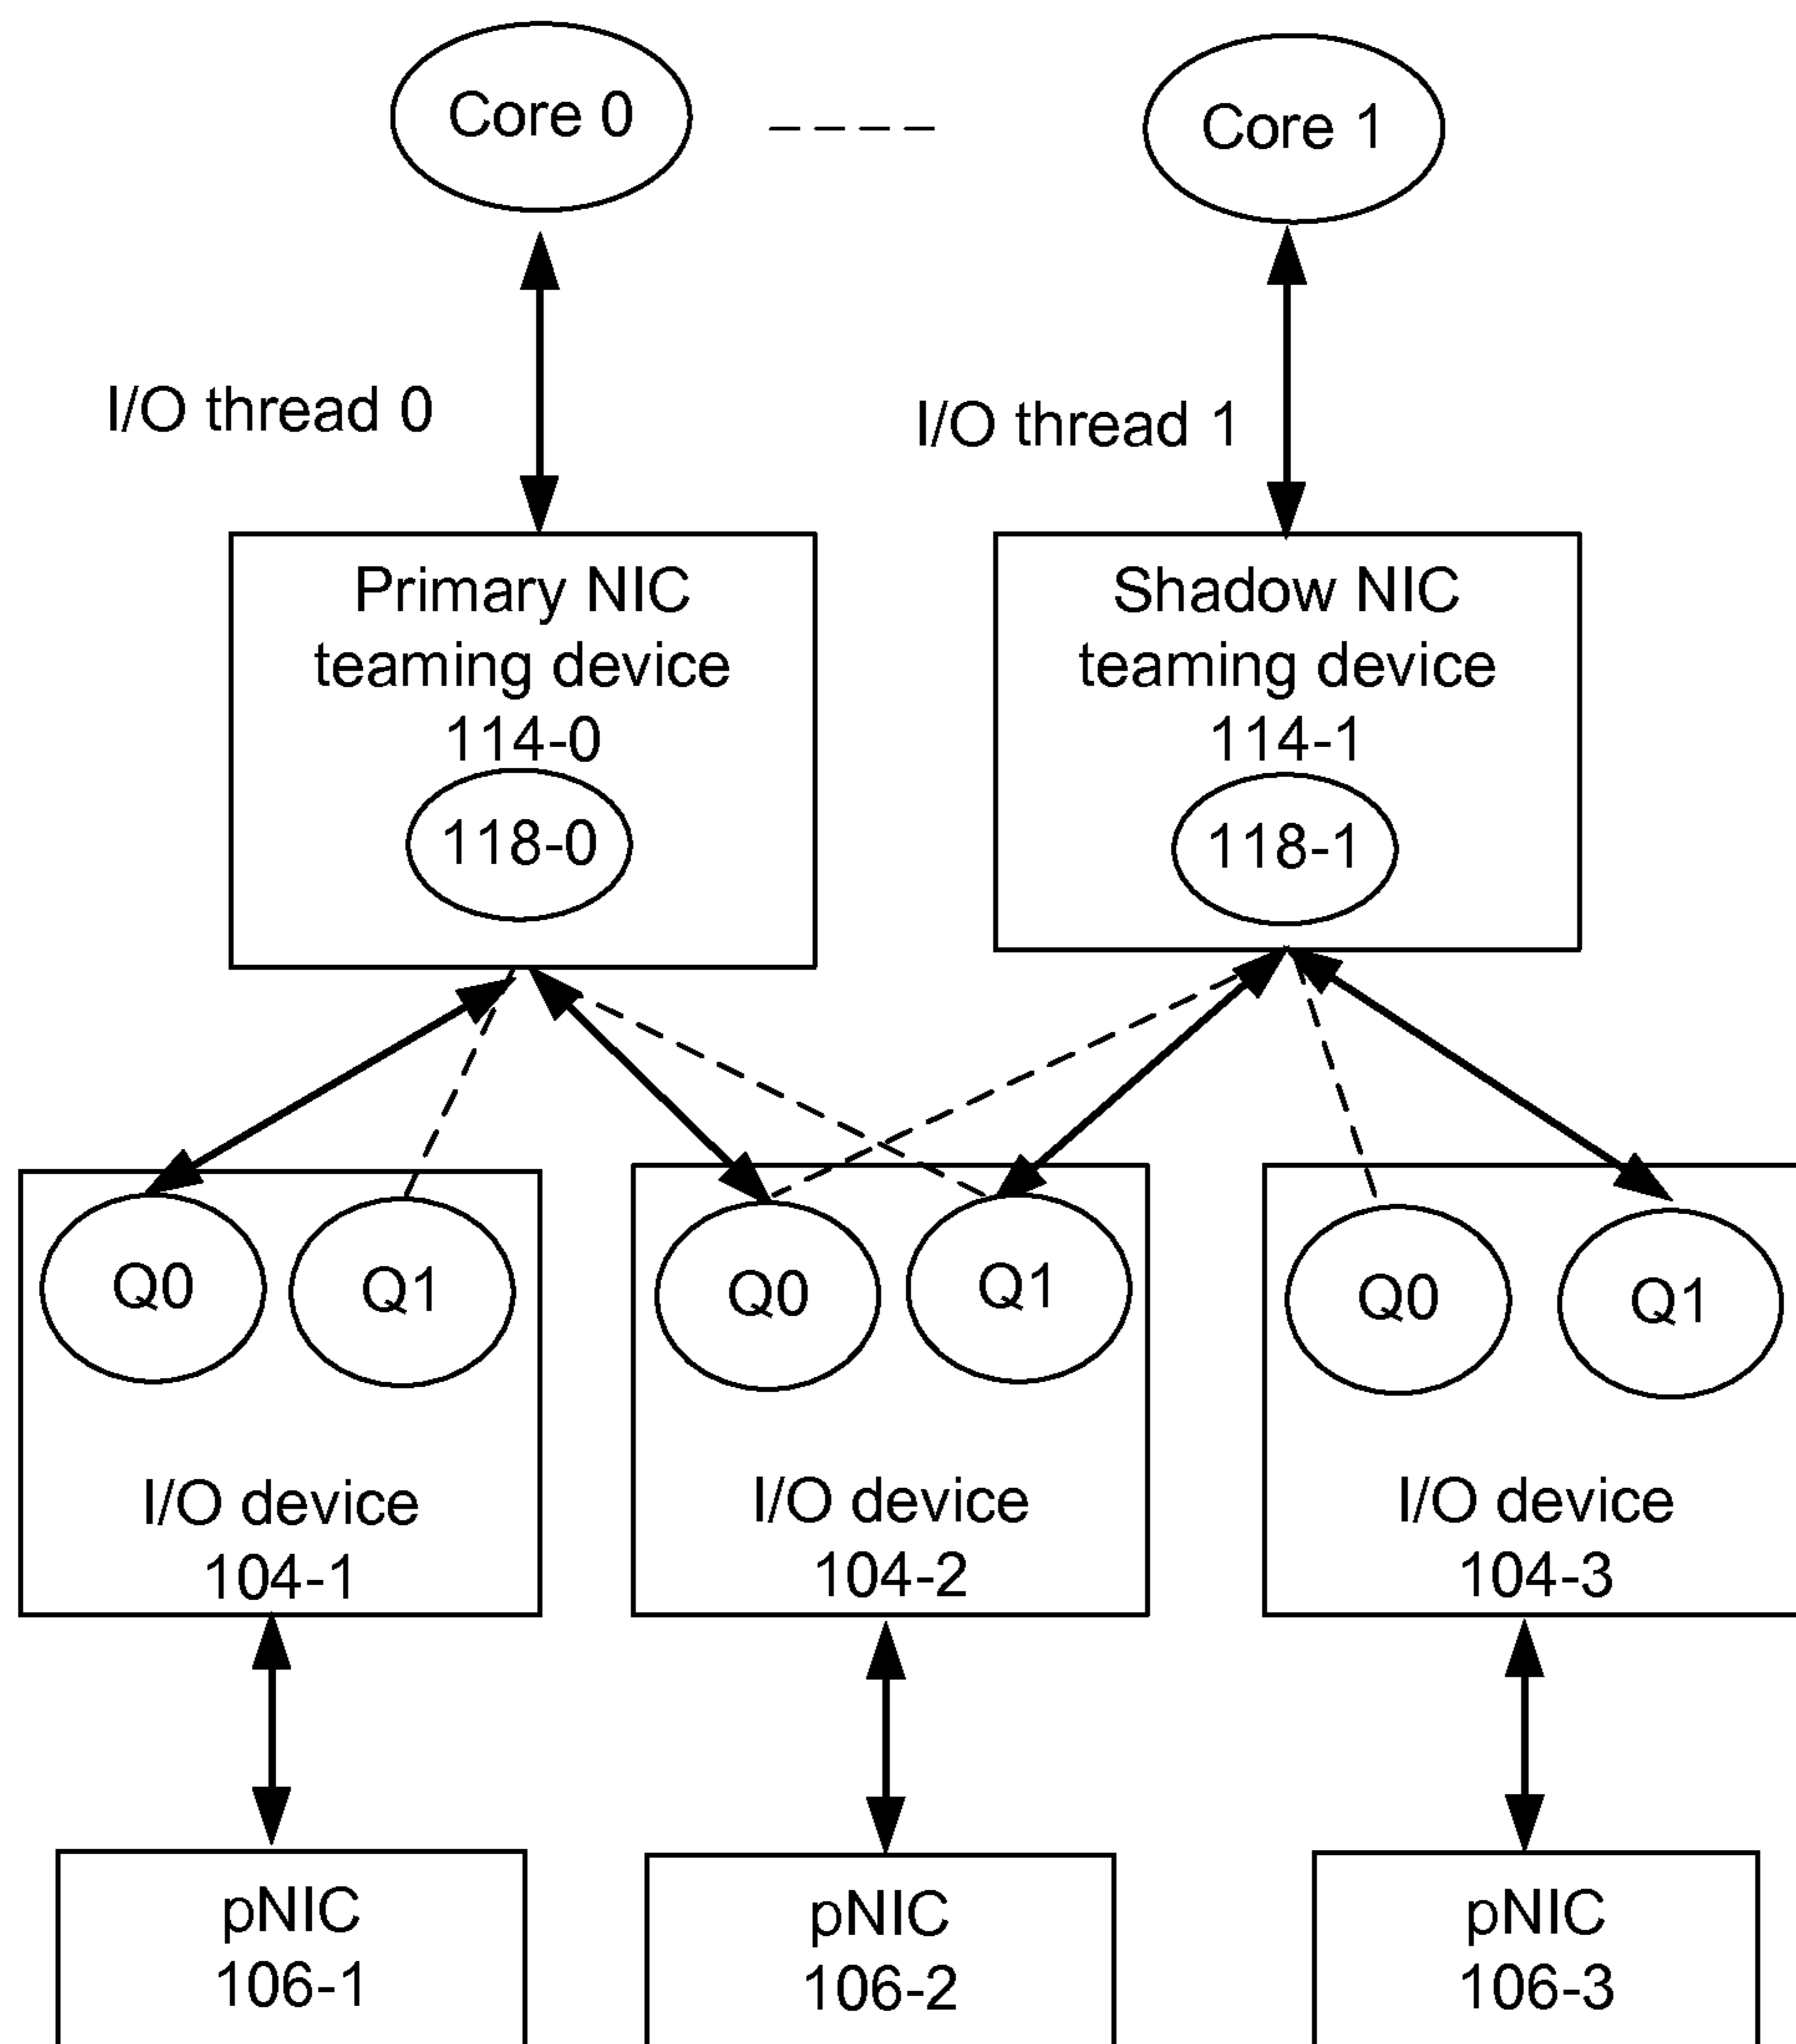 Core 0
Core 1
I/O thread 0
I/O thread 1
Primary NIC
teaming device
114-0
118-0
Shadow NIC
teaming device
114-1
118-1
Q0
Q1
I/O device
104-1
Q0
Q1
I/O device
104-2
Q0
Q1
I/O device
104-3
pNIC
106-1
pNIC
106-2
pNIC
106-3